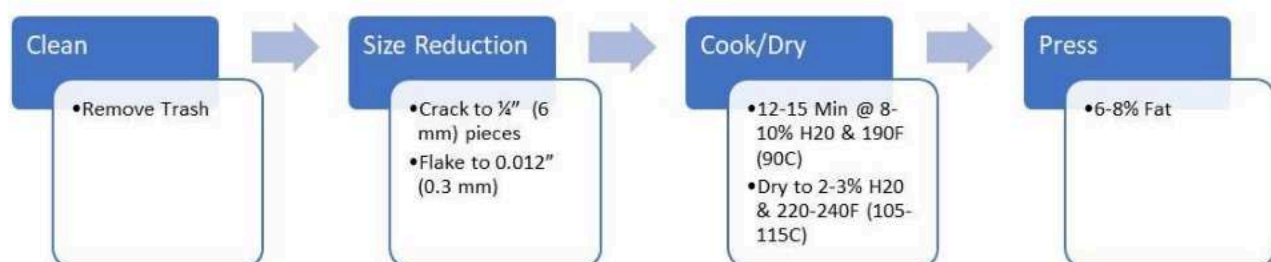 Clean
•Remove Trash
Size Reduction
•Crack to ¼" (6
mm) pieces
•Flake to 0.012"
(0.3 mm)
Cook/Dry
•12-15 Min @ 8-
10% H20 & 190F
(90C)
•Dry to 2-3% H20
& 220-240F (105-
115C)
Press
•6-8% Fat